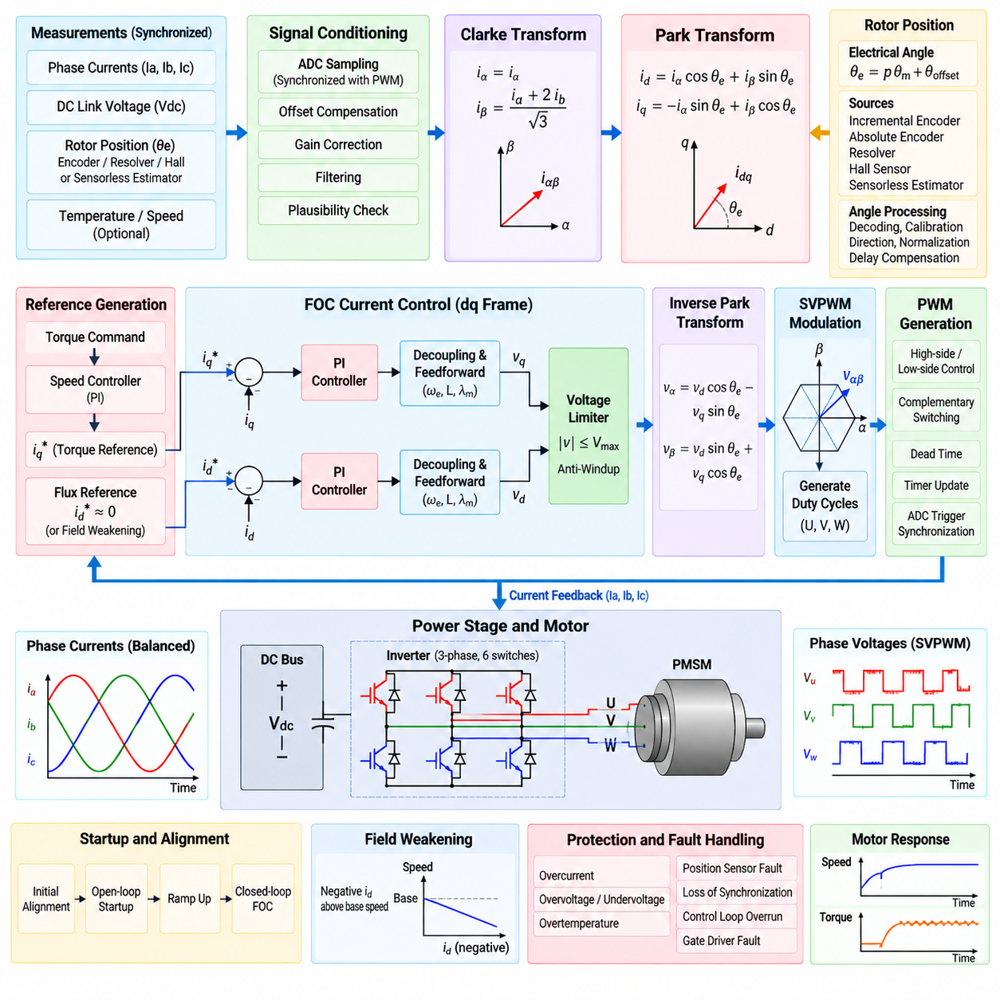 Measurements (Synchronized)
Phase Currents (Ia, Ib, Ic)
DC Link Voltage (Vdc)
Rotor Position (θe)
Encoder / Resolver / Hall
or Sensorless Estimator
Temperature / Speed
(Optional)
Signal Conditioning
ADC Sampling
(Synchronized with PWM)
Offset Compensation
Gain Correction
Filtering
Plausibility Check
Clarke Transform
iα = iα
iβ = (ia + 2 ib) / √3
β
iαβ
α
Park Transform
id = iα cos θe + iβ sin θe
iq = −iα sin θe + iβ cos θe
q
idq
θe
d
Rotor Position
Electrical Angle
θe = p θm + θoffset
Sources
Incremental Encoder
Absolute Encoder
Resolver
Hall Sensor
Sensorless Estimator
Angle Processing
Decoding, Calibration
Direction, Normalization
Delay Compensation
Reference Generation
Torque Command
Speed Controller
(PI)
iq* (Torque Reference)
Flux Reference
id* ≈ 0
(or Field Weakening)
FOC Current Control (dq Frame)
iq*
+
−
−
−
iq
PI
Controller
Decoupling &
Feedforward
(ωe, L, λm)
vq
id*
+
−
−
−
id
PI
Controller
Decoupling &
Feedforward
(ωe, L, λm)
vd
Voltage
Limiter
|v| ≤ Vmax
Anti-Windup
Inverse Park
Transform
vα = vd cos θe −
vq sin θe
vβ = vd sin θe +
vq cos θe
SVPWM
Modulation
β
vαβ
α
Generate
Duty Cycles
(U, V, W)
PWM
Generation
High-side /
Low-side Control
Complementary
Switching
Dead Time
Timer Update
ADC Trigger
Synchronization
Current Feedback (Ia, Ib, Ic)
Phase Currents (Balanced)
ia
ib
ic
Time
Power Stage and Motor
DC Bus
+
Vdc
−
Inverter (3-phase, 6 switches)
U
V
W
PMSM
Phase Voltages (SVPWM)
Vu
Vv
Vw
Time
Startup and Alignment
Initial
Alignment
Open-loop
Startup
Ramp Up
Closed-loop
FOC
Field Weakening
Negative id
above base speed
Speed
Base
id (negative)
Protection and Fault Handling
Overcurrent
Overvoltage / Undervoltage
Overtemperature
Position Sensor Fault
Loss of Synchronization
Control Loop Overrun
Gate Driver Fault
Motor Response
Speed
Time
Torque
Time